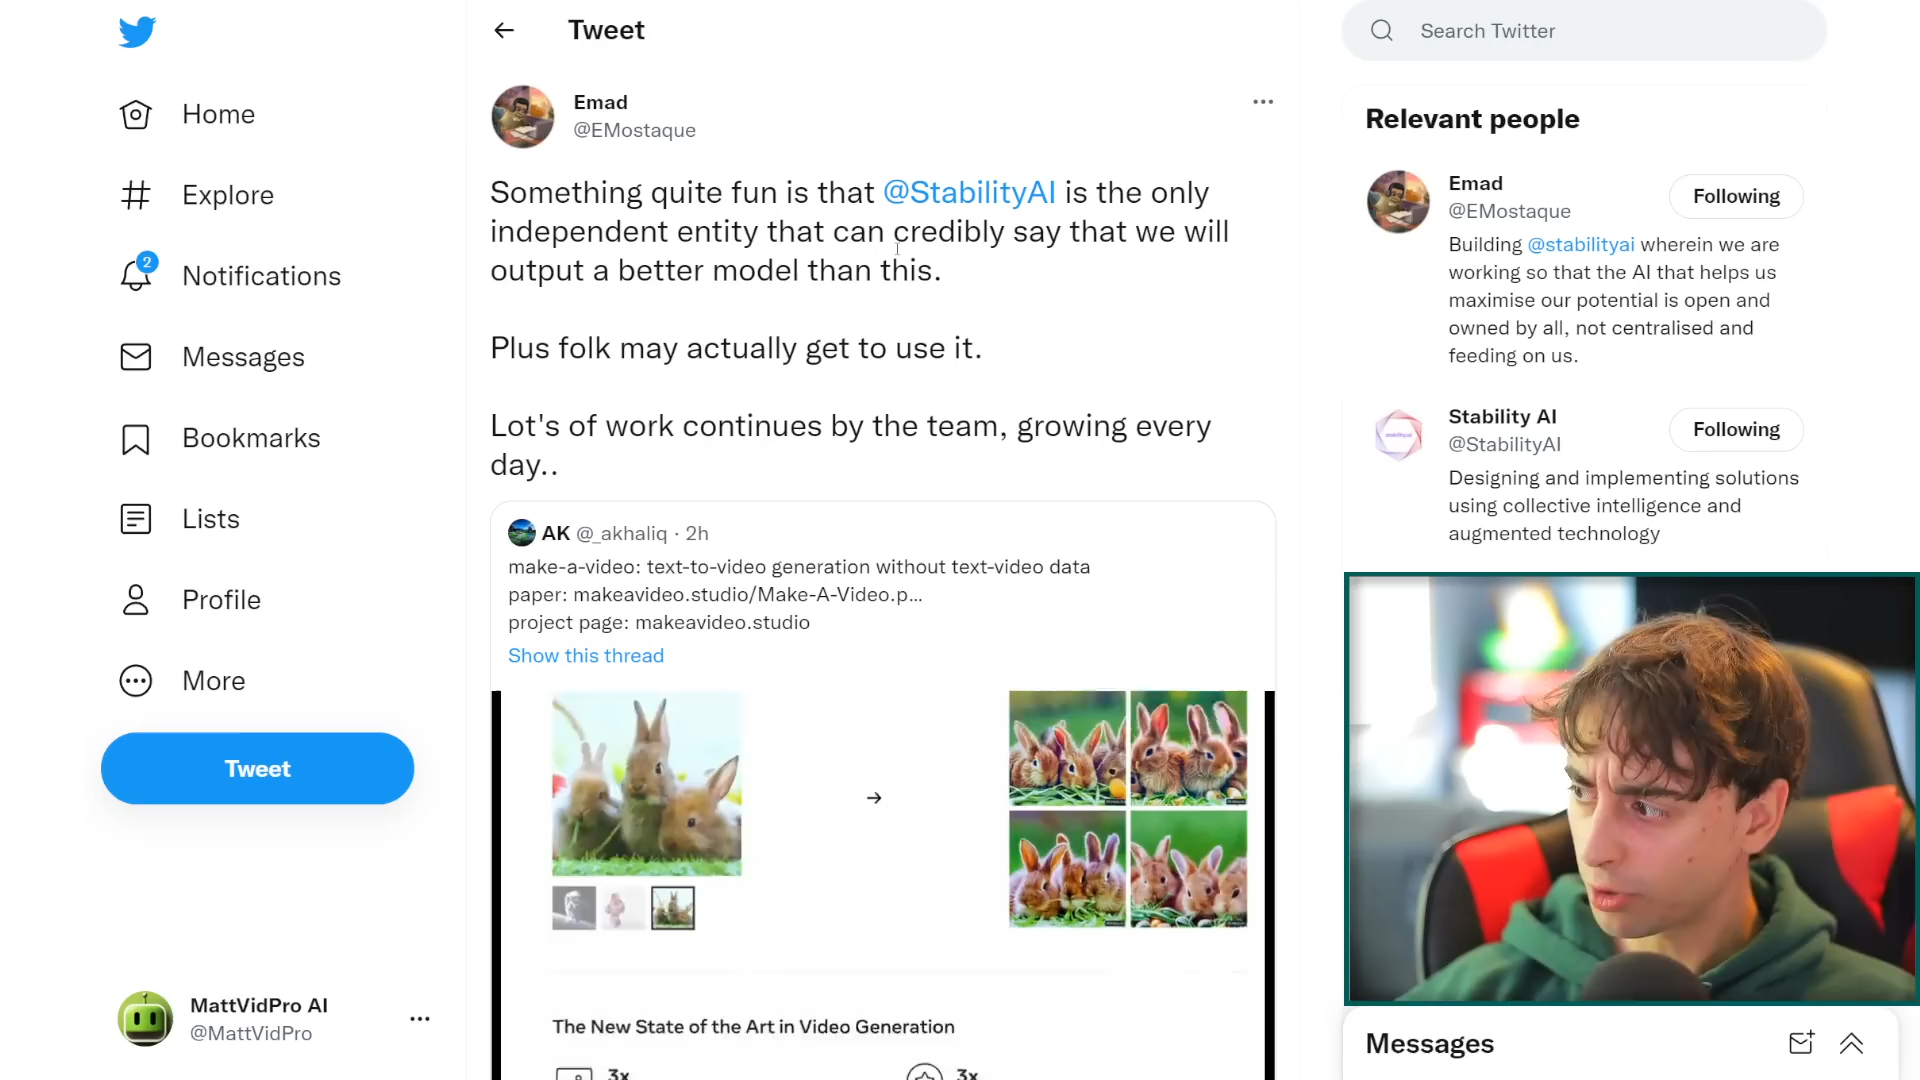 Home
Explore
2
Notifications
Messages
Bookmarks
Lists
Profile
More
Tweet
MattVidPro AI
@MattVidPro
Tweet
Emad
@EMostaque
Something quite fun is that @StabilityAI is the only
independent entity that can credibly say that we will
output a better model than this.
Plus folk may actually get to use it.
Lot's of work continues by the team, growing every
day..
AK @_akhaliq · 2h
make-a-video: text-to-video generation without text-video data
paper: makeavideo.studio/Make-A-Video.p...
project page: makeavideo.studio
Show this thread
The New State of the Art in Video Generation
3x
3x
Search Twitter
Relevant people
Emad
@EMostaque
Following
Building @stabilityai wherein we are
working so that the AI that helps us
maximise our potential is open and
owned by all, not centralised and
feeding on us.
Stability AI
@StabilityAI
Following
Designing and implementing solutions
using collective intelligence and
augmented technology
Messages